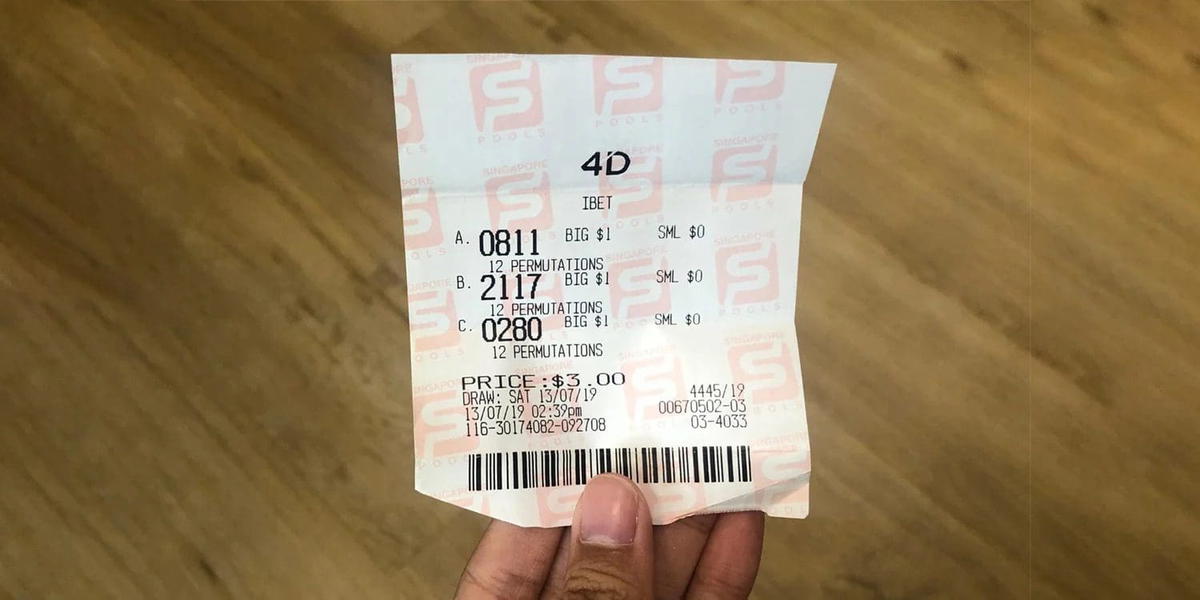 SINGAPORE POOLS
4D
IBET
A. 0811 BIG $1 SML $0
12 PERMUTATIONS
B. 2117 BIG $1 SML $0
12 PERMUTATIONS
C. 0280 BIG $1 SML $0
12 PERMUTATIONS
PRICE:$3.00
DRAW: SAT 13/07/19 4445/19
13/07/19 02:39pm 00670502-03
116-30174082-092708 03-4033